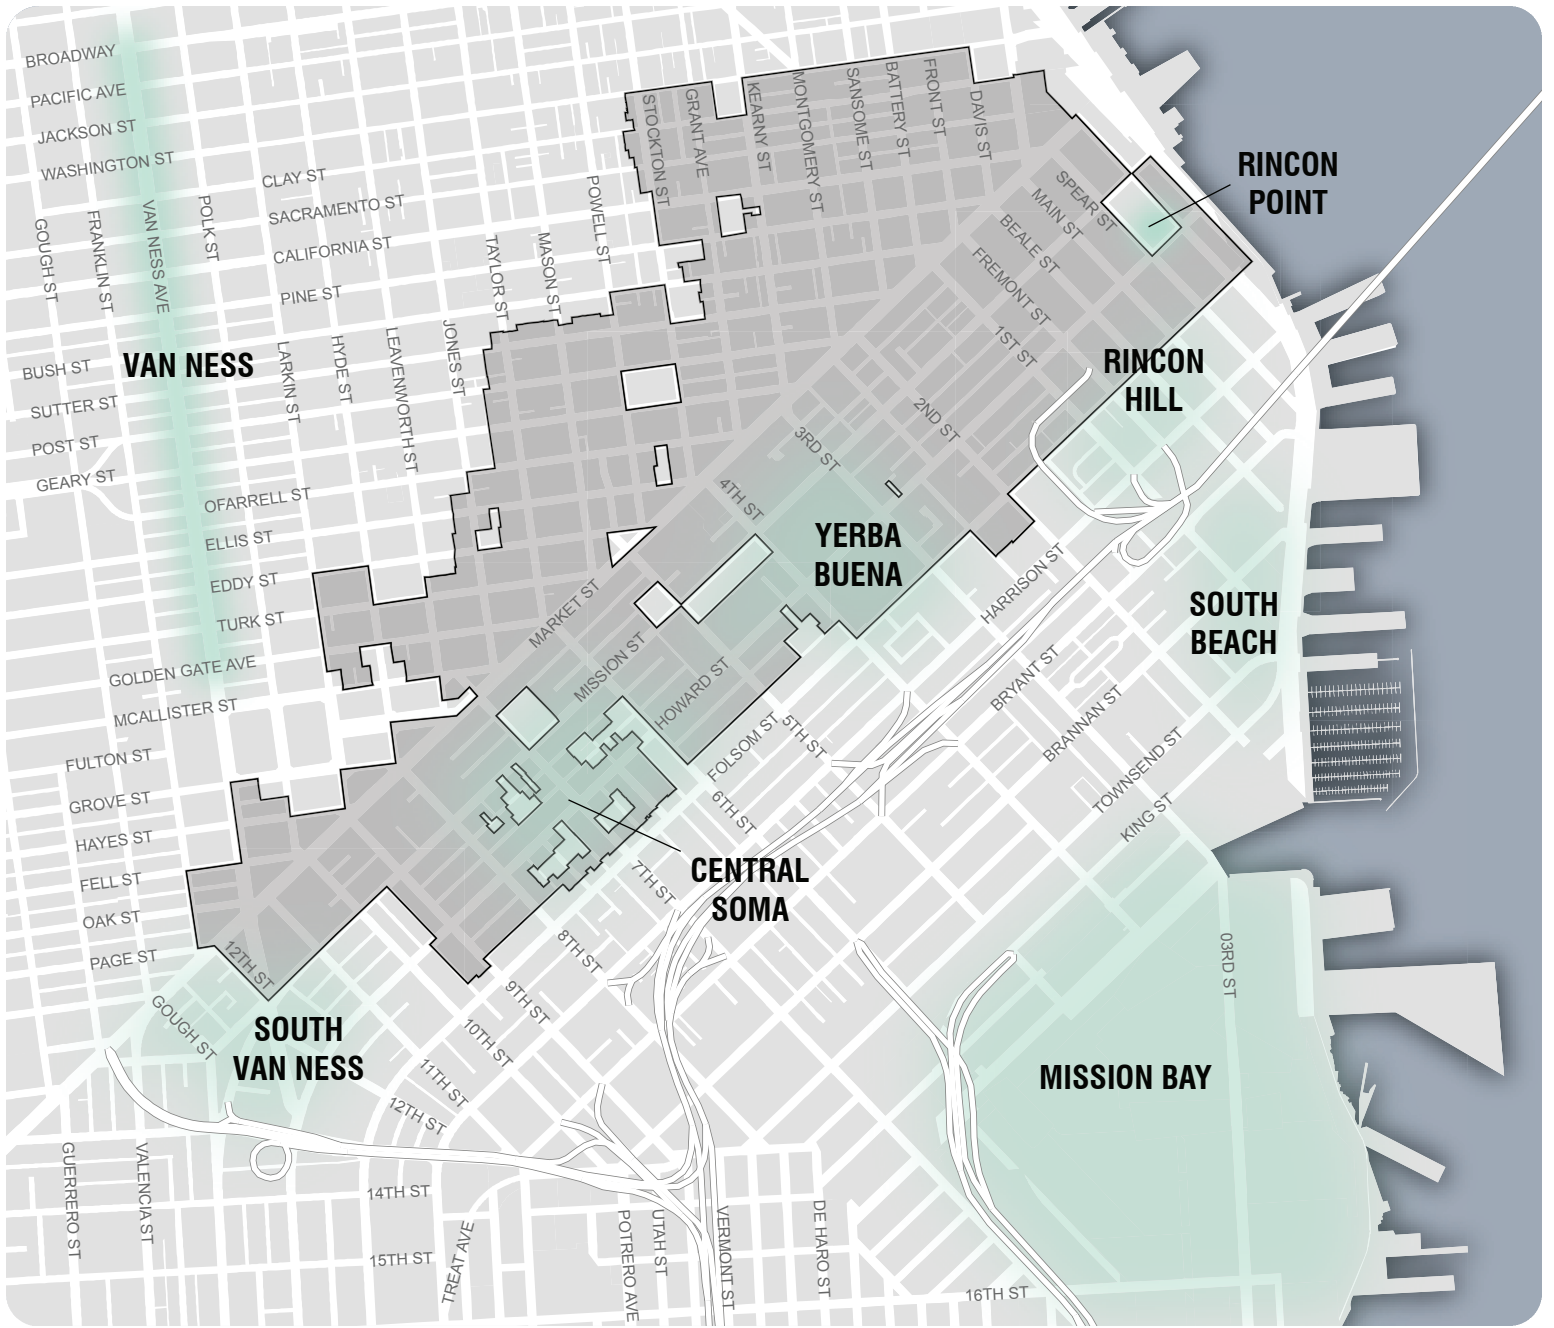 BROADWAY
PACIFIC AVE
JACKSON ST
WASHINGTON ST
CLAY ST
SACRAMENTO ST
CALIFORNIA ST
PINE ST
GOUGH ST
FRANKLIN ST
VAN NESS AVE
POLK ST
TAYLOR ST
MASON ST
POWELL ST
STOCKTON ST
GRANT AVE
KEARNY ST
MONTGOMERY ST
SANSOME ST
BATTERY ST
FRONT ST
DAVIS ST
SPEAR ST
MAIN ST
BEALE ST
FREMONT ST
1ST ST
2ND ST
3RD ST
4TH ST
RINCON
POINT
RINCON
HILL
VAN NESS
BUSH ST
SUTTER ST
POST ST
GEARY ST
LARKIN ST
HYDE ST
LEAVENWORTH ST
JONES ST
OFARRELL ST
ELLIS ST
EDDY ST
TURK ST
GOLDEN GATE AVE
MCALLISTER ST
FULTON ST
GROVE ST
HAYES ST
FELL ST
OAK ST
PAGE ST
MARKET ST
MISSION ST
HOWARD ST
FOLSOM ST
HARRISON ST
BRYANT ST
BRANNAN ST
TOWNSEND ST
KING ST
YERBA
BUENA
SOUTH
BEACH
5TH ST
6TH ST
7TH ST
8TH ST
9TH ST
10TH ST
11TH ST
12TH ST
CENTRAL
SOMA
12TH ST
GOUGH ST
SOUTH
VAN NESS
MISSION BAY
03RD ST
GUERRERO ST
VALENCIA ST
14TH ST
15TH ST
TREAT AVE
POTRERO AVE
UTAH ST
VERMONT ST
DE HARO ST
16TH ST